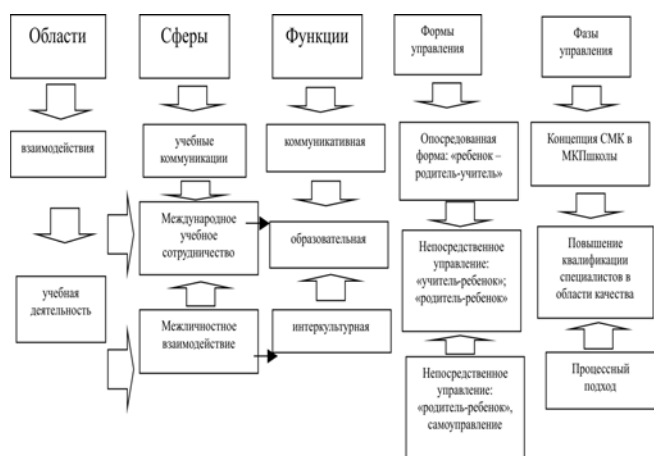 Области
Сферы
Функции
Формы
управления
Фазы
управления
взаимодействия
учебные
коммуникации
коммуникативная
Опосредованная
форма: «ребенок –
родитель-учитель»
Концепция СМК в
МКПшколы
Международное
учебное
сотрудничество
образовательная
Непосредственное
управление:
«учитель-ребенок»;
«родитель-ребенок»
Повышение
квалификации
специалистов в
области качества
учебная
деятельность
Межличностное
взаимодействие
интеркультурная
Непосредственное
управление:
«родитель-ребенок»,
самоуправление
Процессный
подход